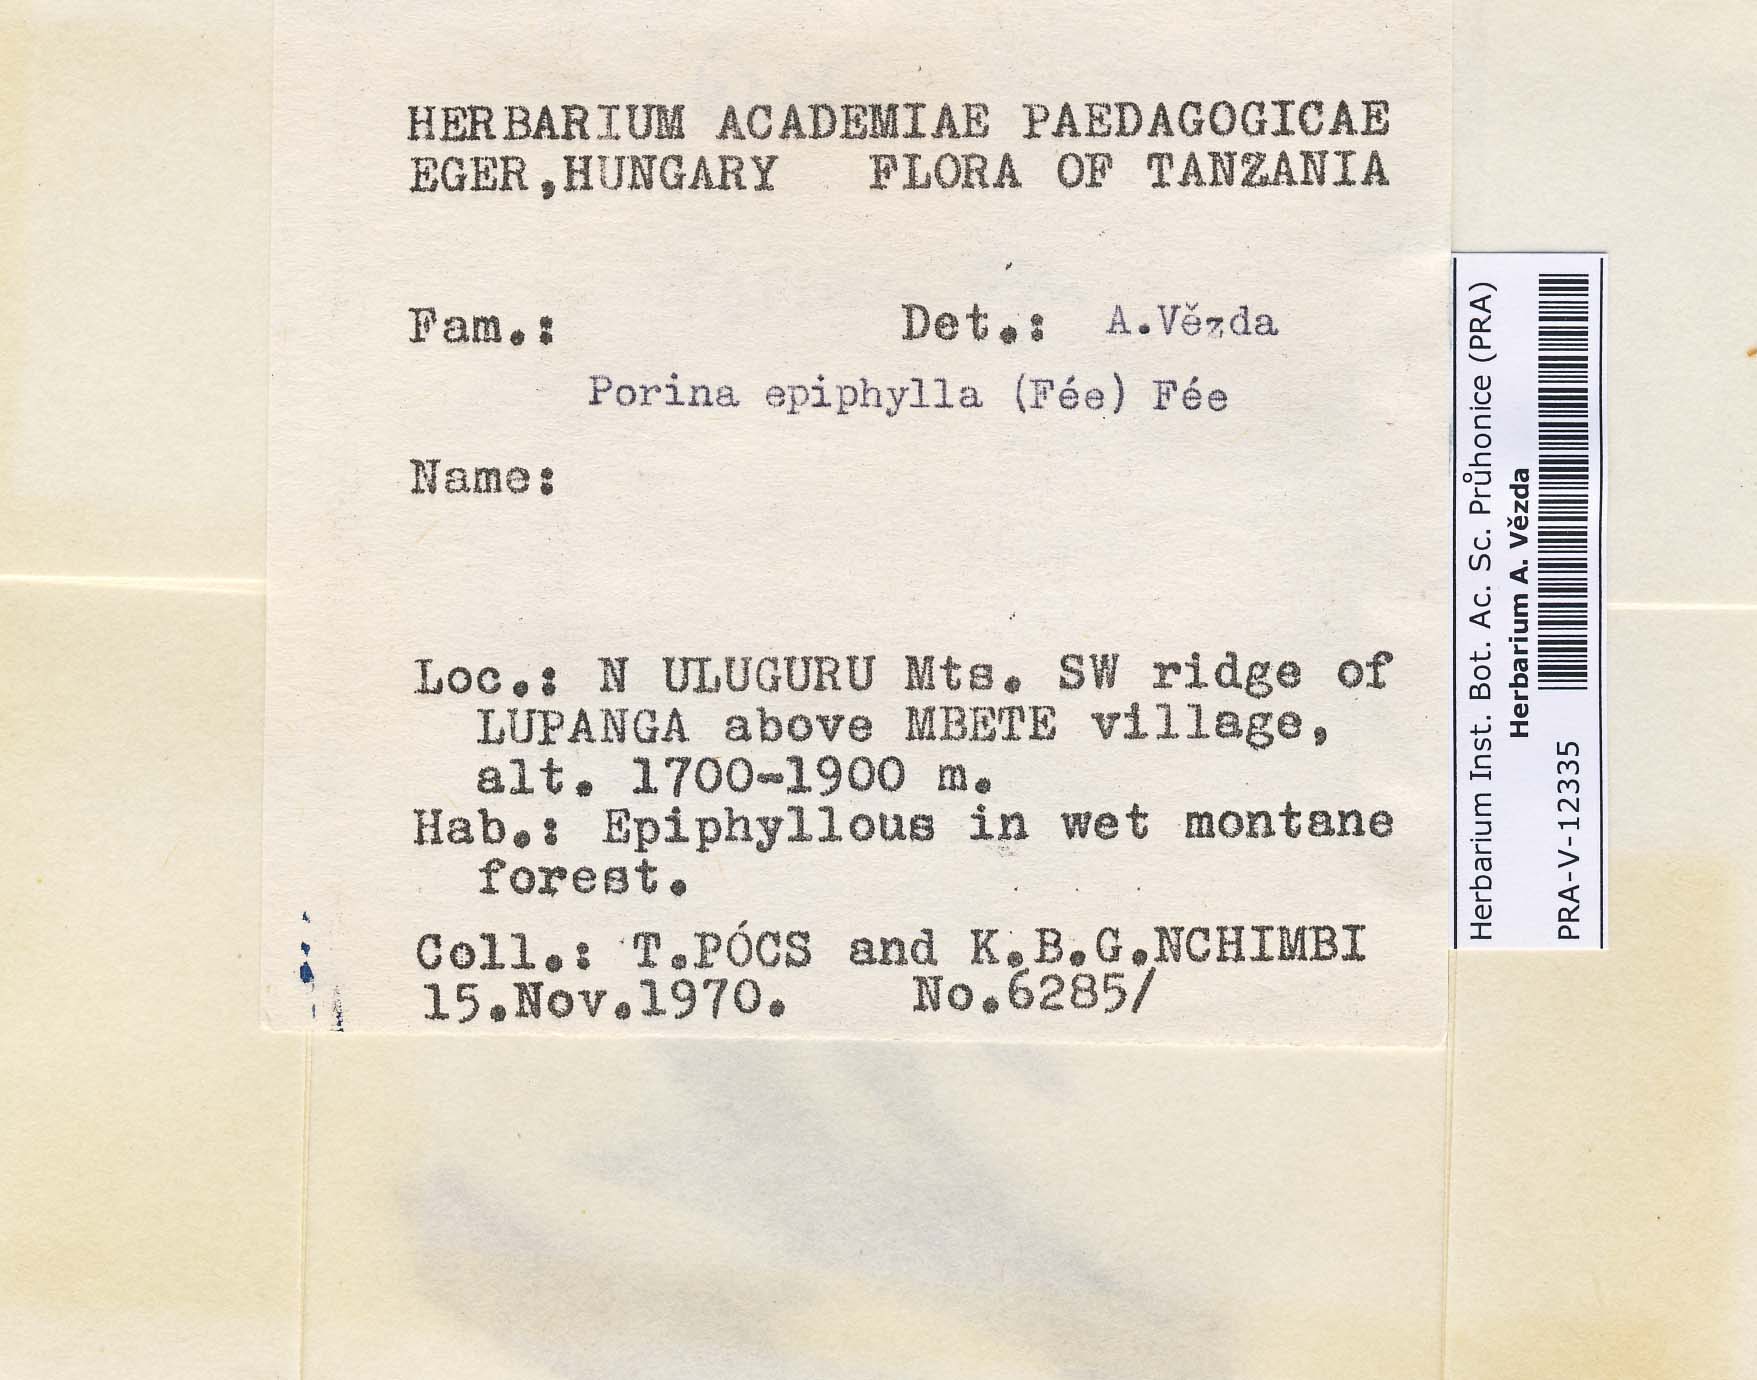 HERBARIUM ACADEMIAE PAEDAGOGICAE
EGER,HUNGARY FLORA OF TANZANIA
Fam.: Det.: A.Vězda
Porina epiphylla (Fée) Fée
Name:
Loc.: N ULUGURU Mts. SW ridge of
LUPANGA above MBETE village,
alt. 1700-1900 m.
Hab.: Epiphyllous in wet montane
forest.
Coll.: T.PÓCS and K.B.G.NCHIMBI
15.Nov.1970. No.6285/
Herbarium Inst. Bot. Ac. Sc. Průhonice (PRA)
Herbarium A. Vězda
PRA-V-12335